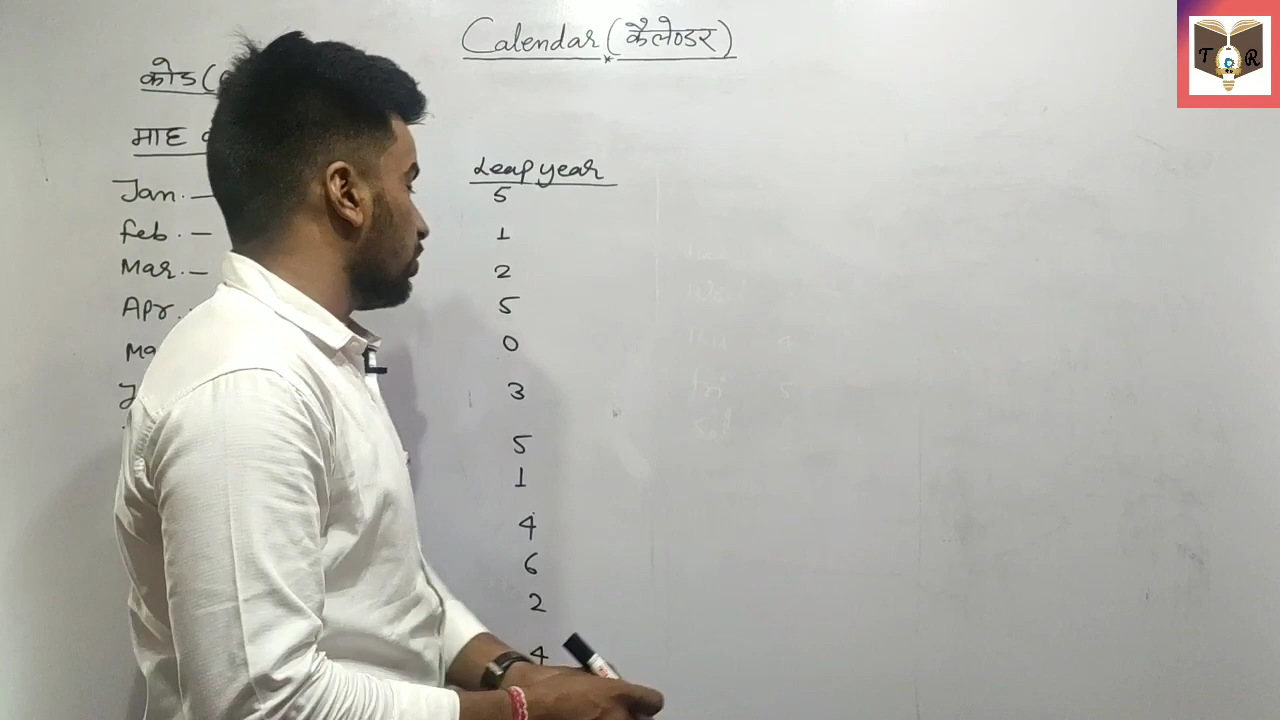 Calendar (कैलेण्डर)
कोड (
माह
Leap year
Jan. – 5
feb. – 1
Mar. – 2
Apr. 5
Ma 0
J 3
5
1
4
6
2
4
T R